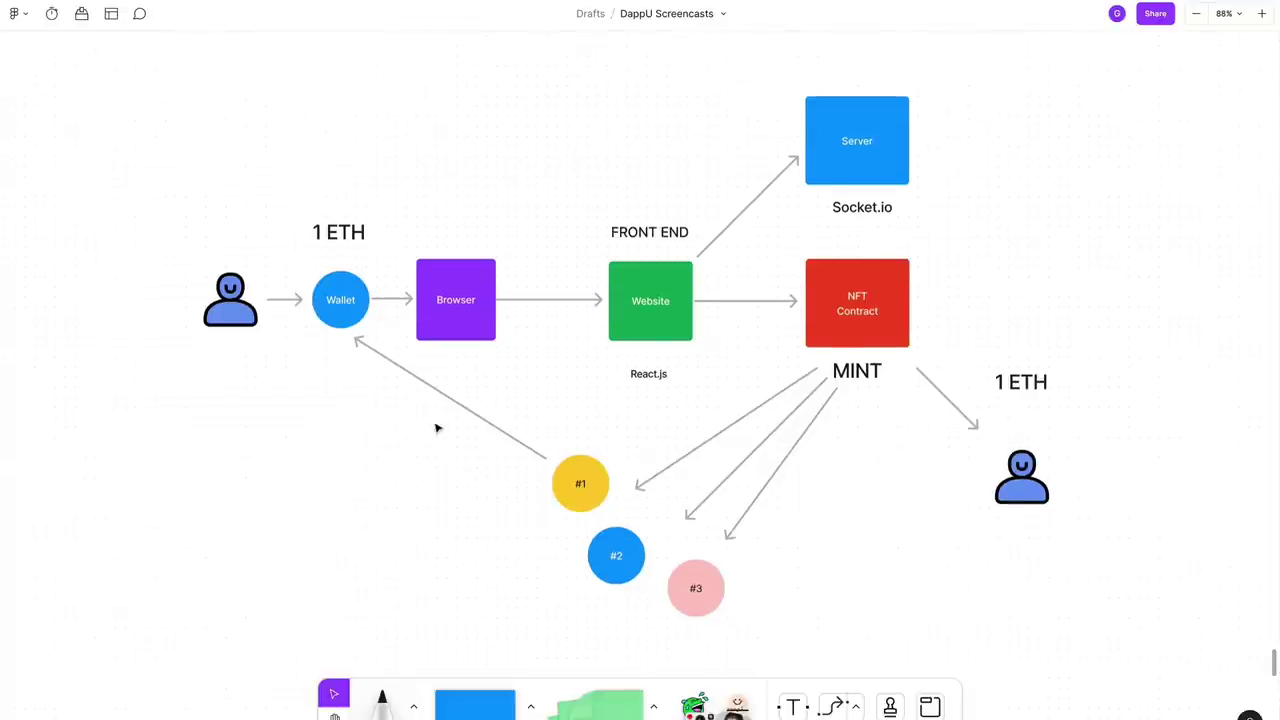 Drafts / DappU Screencasts
G
Share
88%
Server
Socket.io
1 ETH
FRONT END
Wallet
Browser
Website
NFT
Contract
React.js
MINT
1 ETH
#1
#2
#3
T